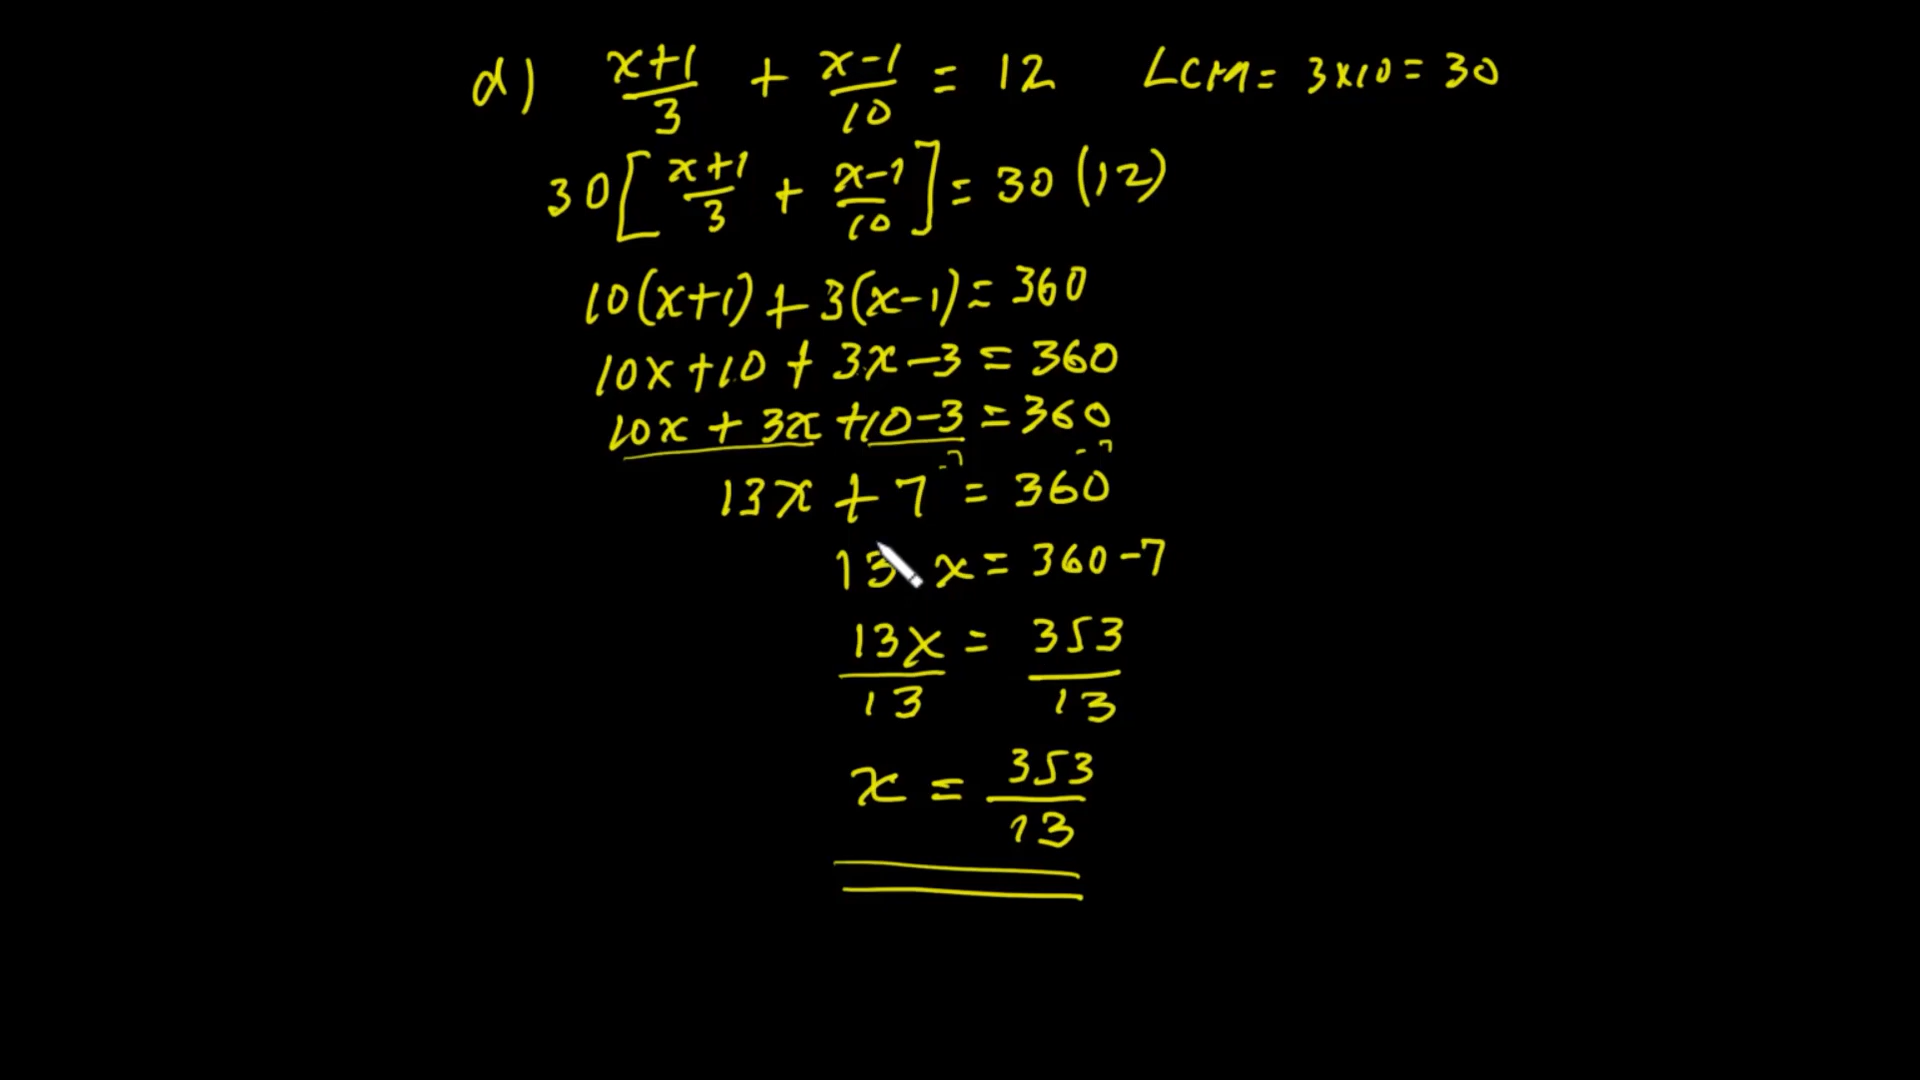 d) x+1/3 + x-1/10 = 12 LCM = 3x10 = 30
30[x+1/3 + x-1/10] = 30(12)
10(x+1) + 3(x-1) = 360
10x+10 + 3x-3 = 360
10x + 3x +10-3 = 360
-7 -7
13x + 7 = 360
13x = 360-7
13x/13 = 353/13
x = 353/13